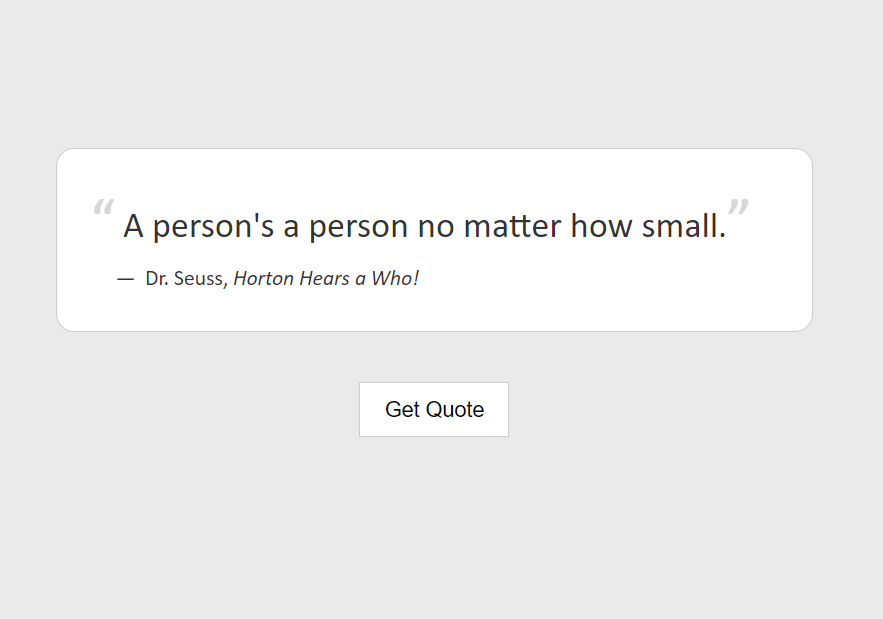 “ A person's a person no matter how small.”
— Dr. Seuss, Horton Hears a Who!
Get Quote